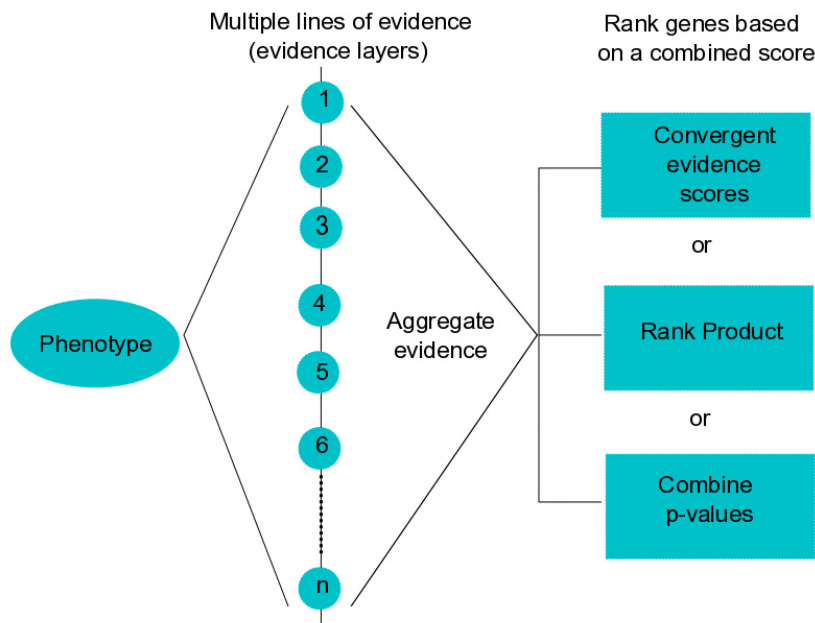 Multiple lines of evidence
(evidence layers)
Rank genes based
on a combined score
1
2
3
4
5
6
n
Phenotype
Aggregate
evidence
Convergent
evidence
scores
or
Rank Product
or
Combine
p-values